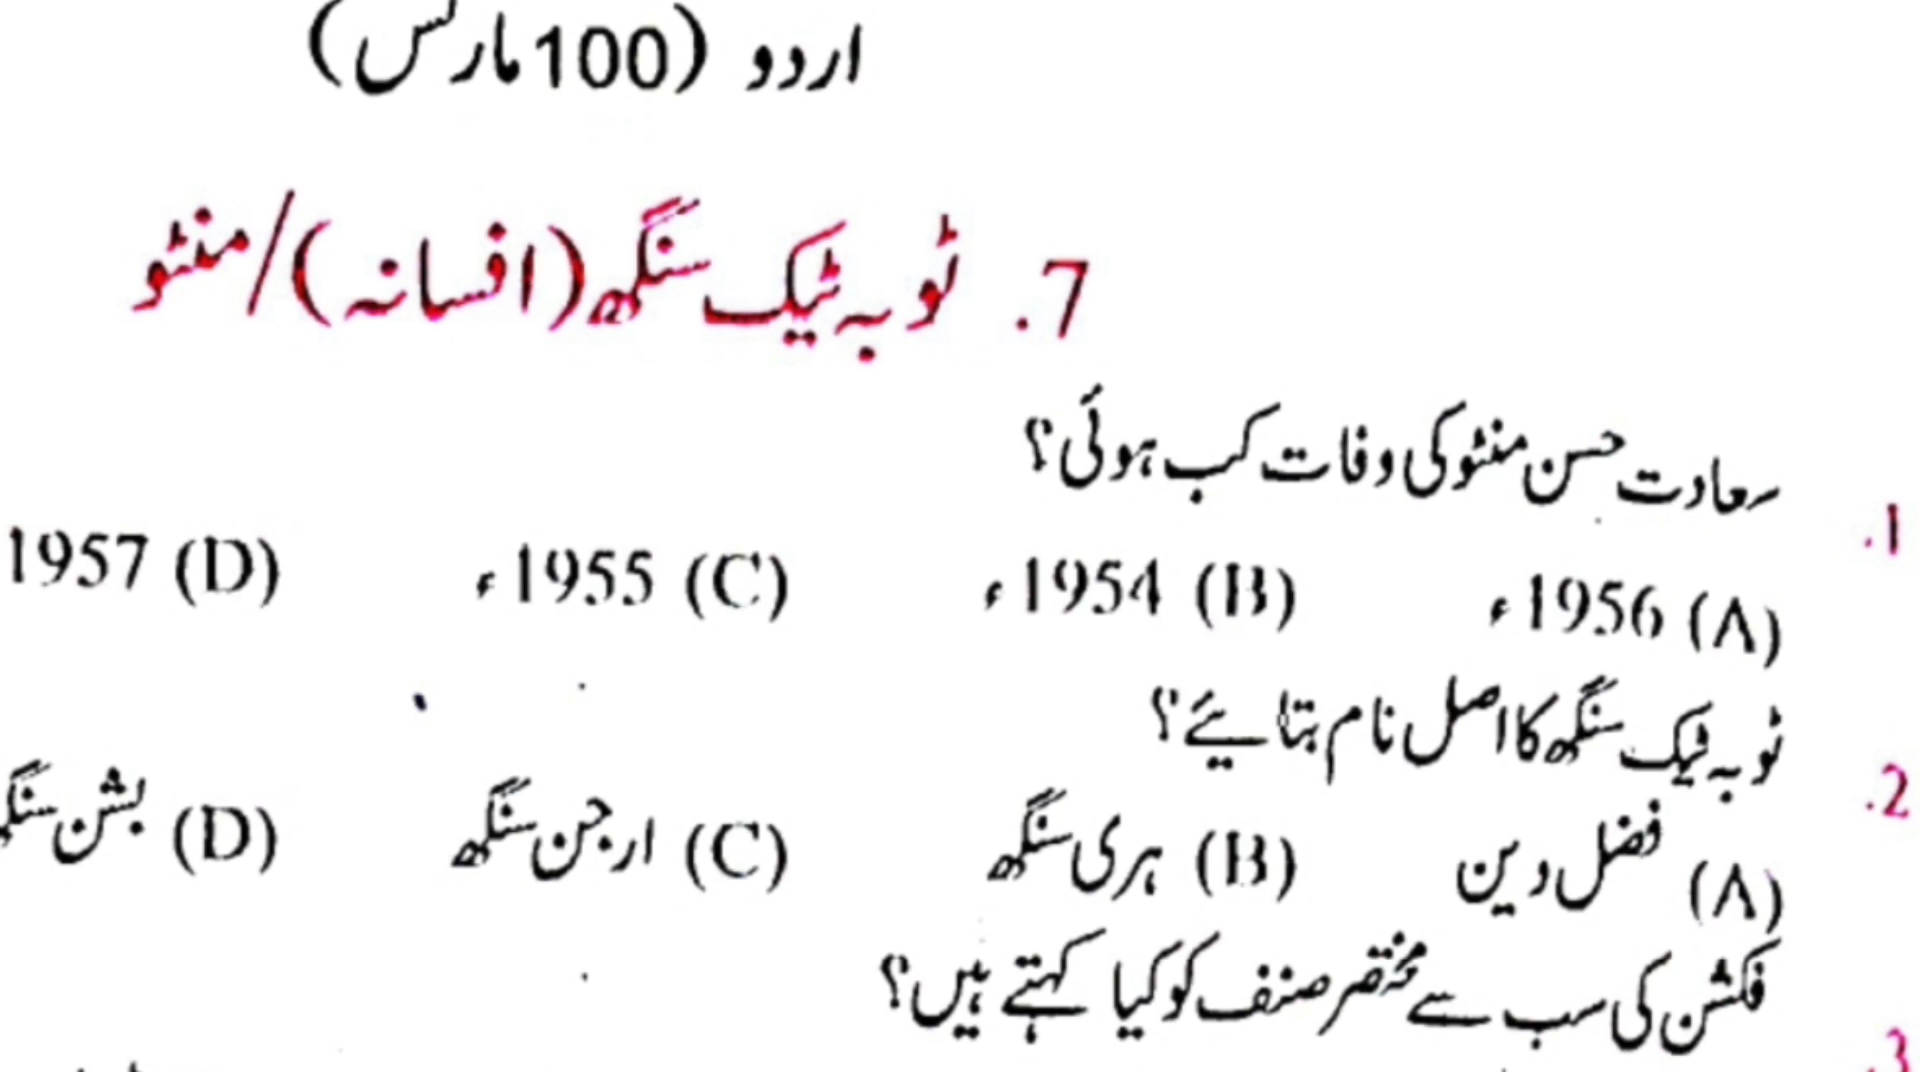 اردو (100 مارکس)
7. ٹوبہ ٹیک سنگھ (افسانہ) / منٹو
1. سعادت حسن منٹو کی وفات کب ہوئی؟
(A) 1956ء (B) 1954ء (C) 1955ء (D) 1957
2. ٹوبہ ٹیک سنگھ کا اصل نام بتائیے؟
(A) فضل دین (B) ہری سنگھ (C) ارجن سنگھ (D) بشن
3. فکشن کی سب سے مختصر صنف کو کیا کہتے ہیں؟